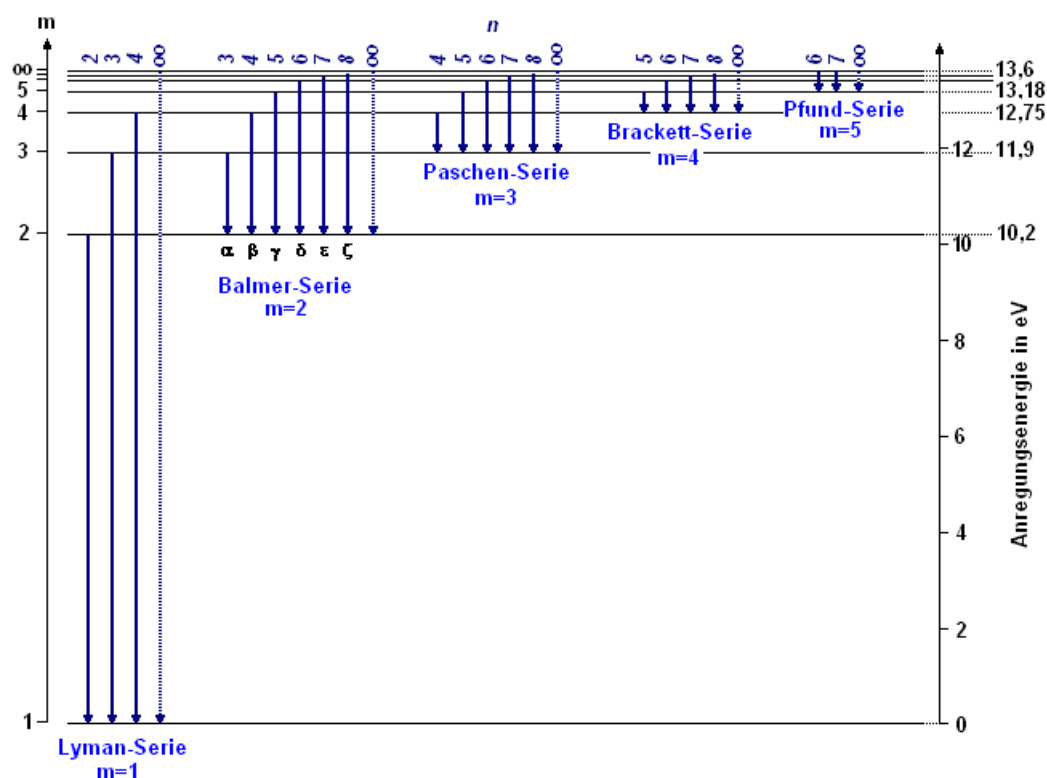 m
n
2 3 4 ∞
3 4 5 6 7 8 ∞
4 5 6 7 8 ∞
5 6 7 8 ∞
6 7 ∞
∞
5
4
3
2
1
13,6
13,18
12,75
11,9
10,2
12
10
8
6
4
2
0
Anregungsenergie in eV
α β γ δ ε ζ
Lyman-Serie
m=1
Balmer-Serie
m=2
Paschen-Serie
m=3
Brackett-Serie
m=4
Pfund-Serie
m=5